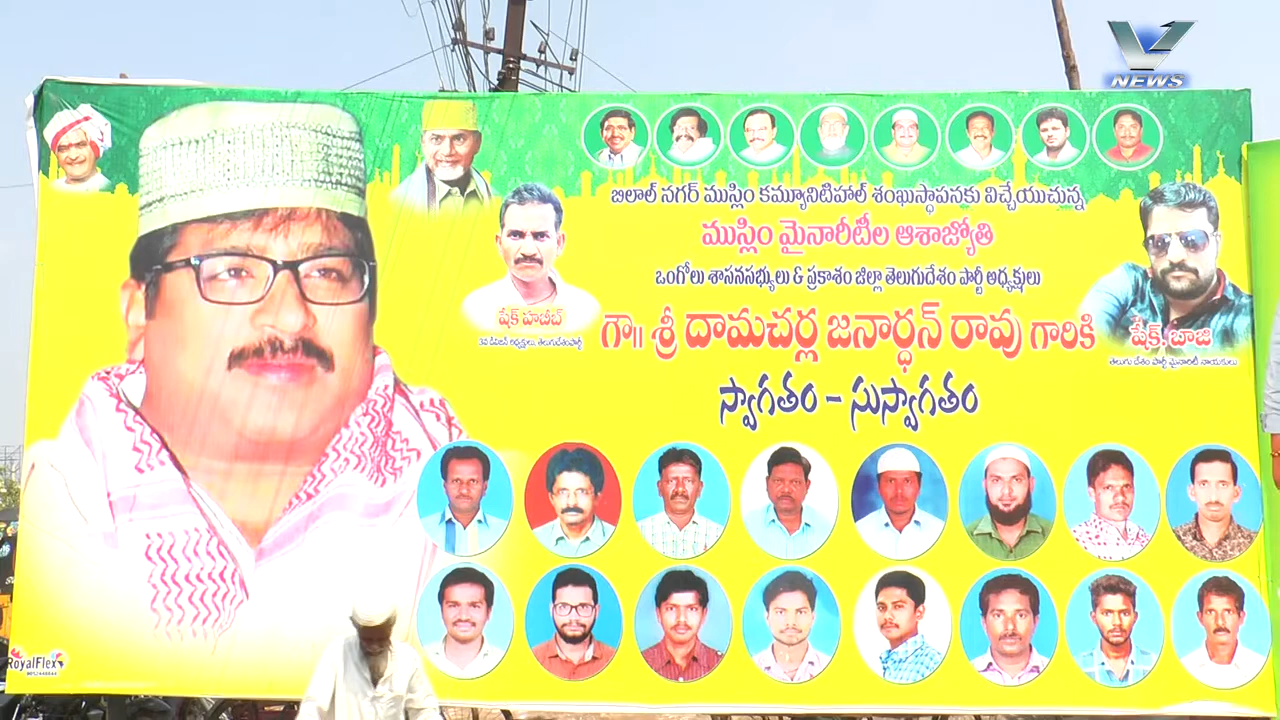 V
NEWS
బిలాల్ నగర్ ముస్లిం కమ్యూనిటీహాల్ శంఖుస్థాపనకు విచ్చేయుచున్న
ముస్లిం మైనారీటీల ఆశాజ్యోతి
ఒంగోలు శాసనసభ్యులు & ప్రకాశం జిల్లా తెలుగుదేశం పార్టీ అధ్యక్షులు
గౌ॥ శ్రీ దామచర్ల జనార్ధన్ రావు గారికి
స్వాగతం – సుస్వాగతం
షేక్ హబీబ్
షేక్. బాజి
తెలుగు దేశం పార్టీ మైనారిటీ నాయకులు
RoyalFlex